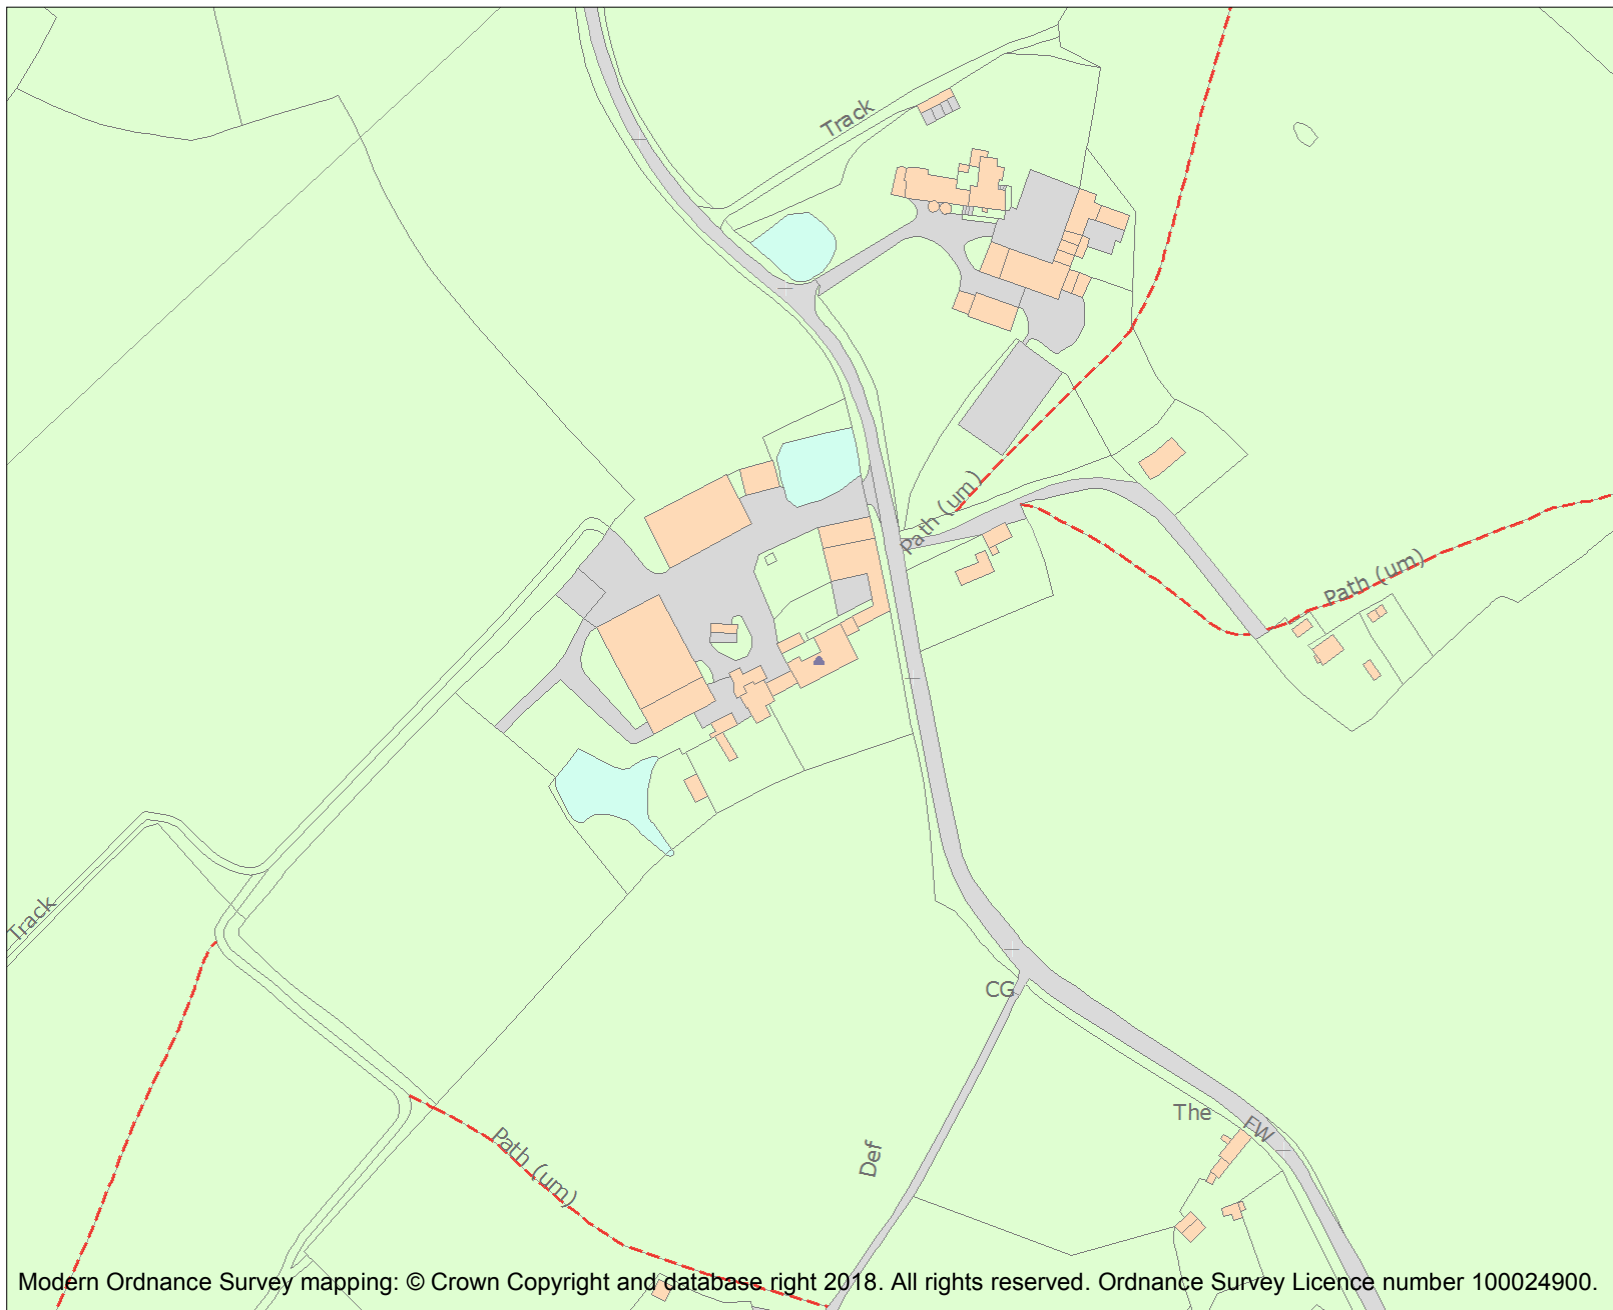 Track
Path (um)
Path (um)
Track
CG
The
FW
Path (um)
Def
Modern Ordnance Survey mapping: © Crown Copyright and database right 2018. All rights reserved. Ordnance Survey Licence number 100024900.